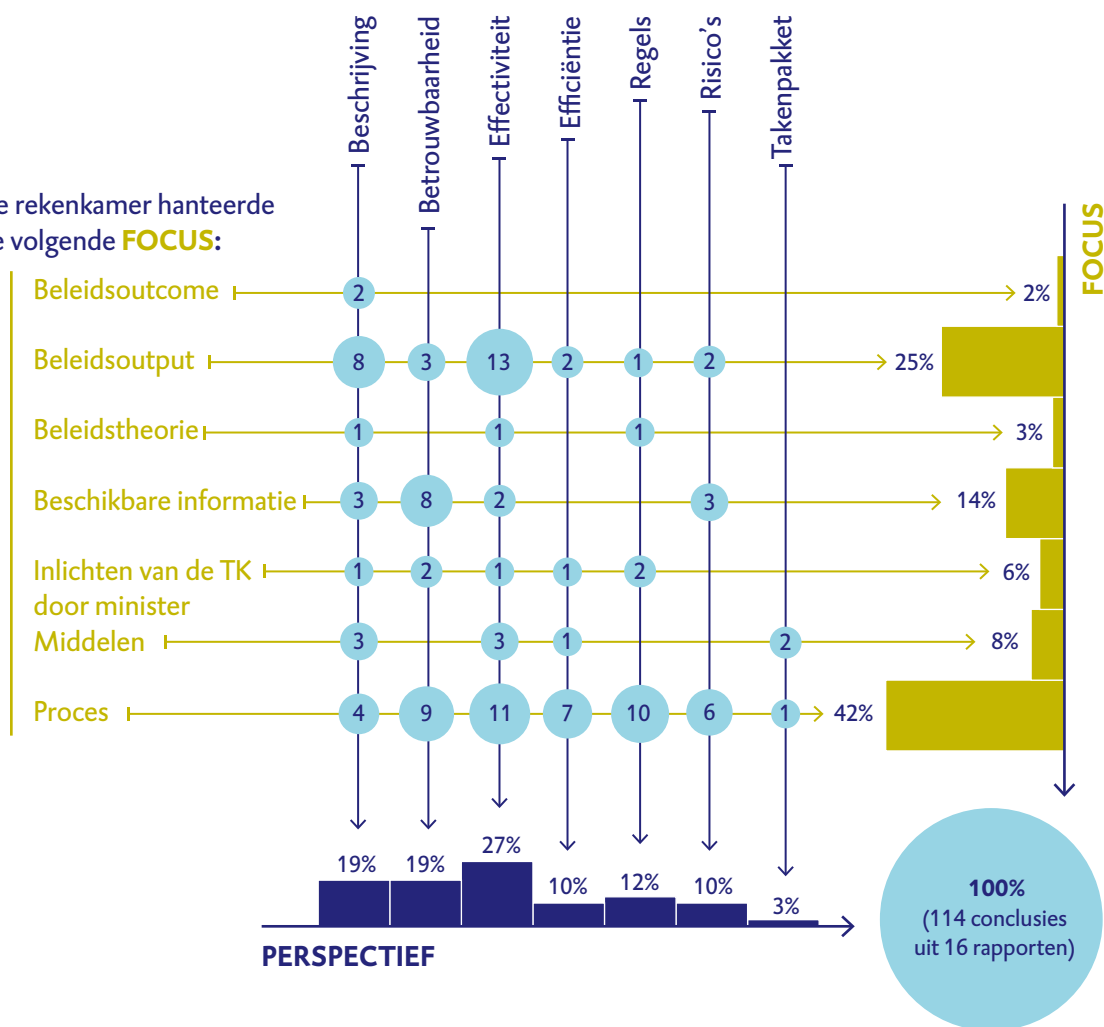 Beschrijving
Betrouwbaarheid
Effectiviteit
Efficiëntie
Regels
Risico's
Takenpakket
e rekenkamer hanteerde
e volgende FOCUS:
FOCUS
Beleidsoutcome 2 2%
Beleidsoutput 8 3 13 2 1 2 25%
Beleidstheorie 1 1 1 3%
Beschikbare informatie 3 8 2 3 14%
Inlichten van de TK 1 2 1 1 2 6%
door minister
Middelen 3 3 1 2 8%
Proces 4 9 11 7 10 6 1 42%
19% 19% 27% 10% 12% 10% 3%
PERSPECTIEF
100%
(114 conclusies
uit 16 rapporten)